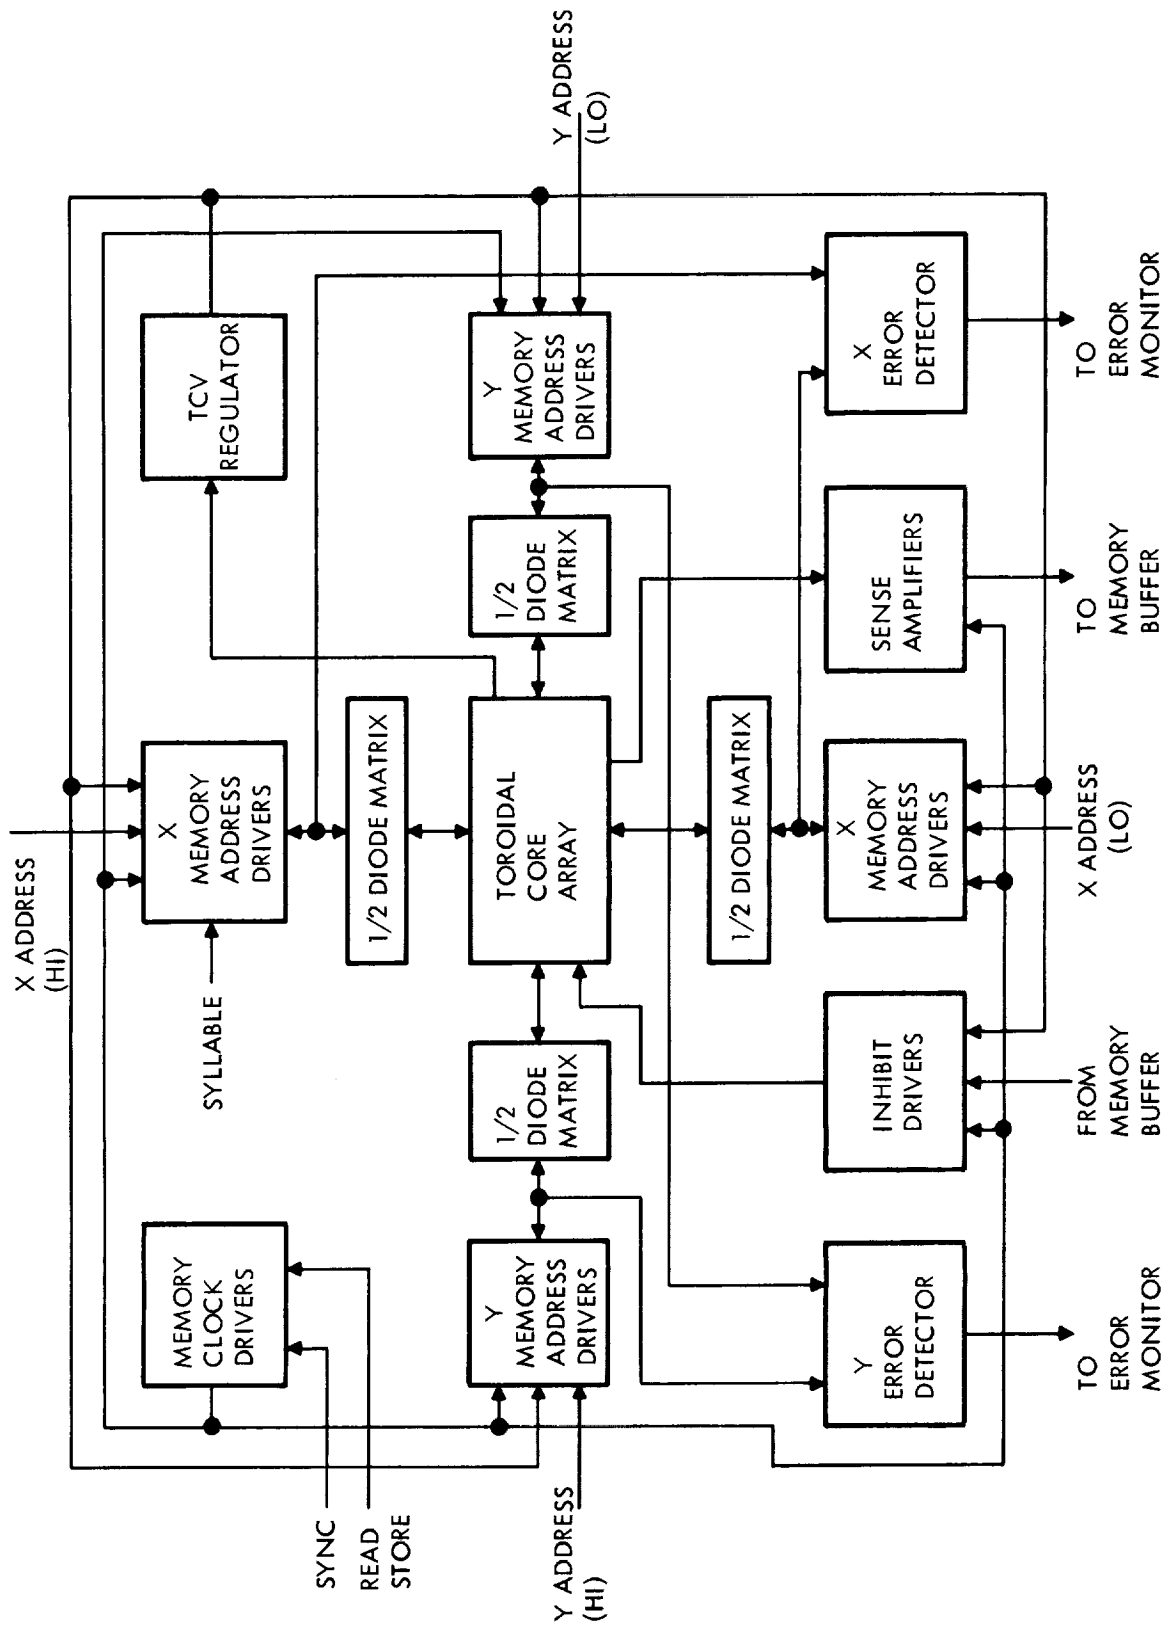 X ADDRESS
(HI)
SYNC
READ
STORE
MEMORY
CLOCK
DRIVERS
SYLLABLE
X
MEMORY
ADDRESS
DRIVERS
TCV
REGULATOR
1/2 DIODE MATRIX
Y ADDRESS
(HI)
Y
MEMORY
ADDRESS
DRIVERS
1/2
DIODE
MATRIX
TOROIDAL
CORE
ARRAY
1/2
DIODE
MATRIX
Y
MEMORY
ADDRESS
DRIVERS
Y ADDRESS
(LO)
1/2 DIODE MATRIX
Y
ERROR
DETECTOR
INHIBIT
DRIVERS
X
MEMORY
ADDRESS
DRIVERS
SENSE
AMPLIFIERS
X
ERROR
DETECTOR
TO
ERROR
MONITOR
FROM
MEMORY
BUFFER
X ADDRESS
(LO)
TO
MEMORY
BUFFER
TO
ERROR
MONITOR